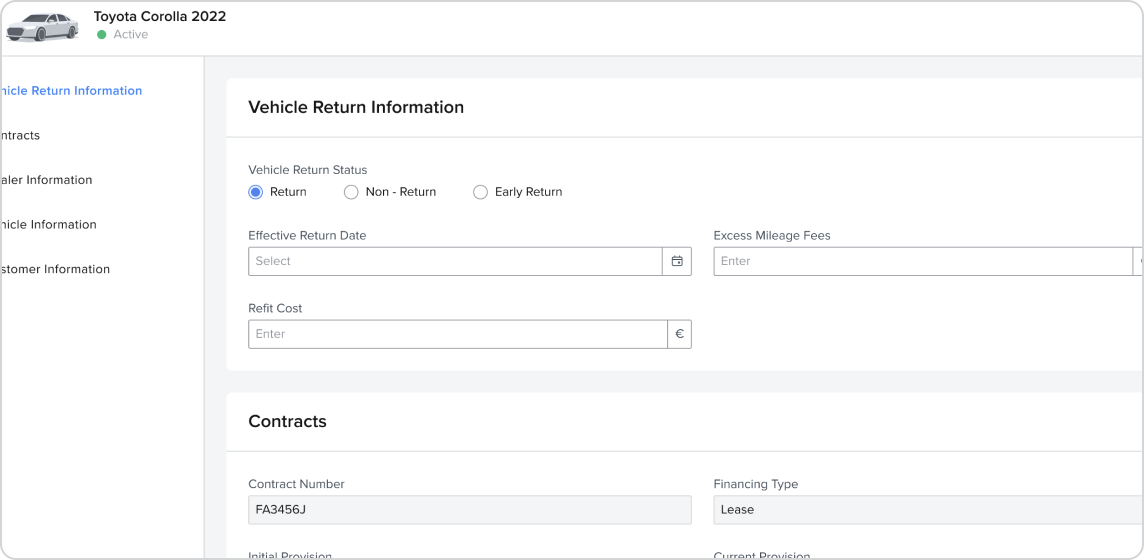 Toyota Corolla 2022
Active
hicle Return Information
ntracts
aler Information
hicle Information
stomer Information
Vehicle Return Information
Vehicle Return Status
Return Non - Return Early Return
Effective Return Date Excess Mileage Fees
Select Enter
Refit Cost
Enter €
Contracts
Contract Number Financing Type
FA3456J Lease
Initial Provision Current Provision